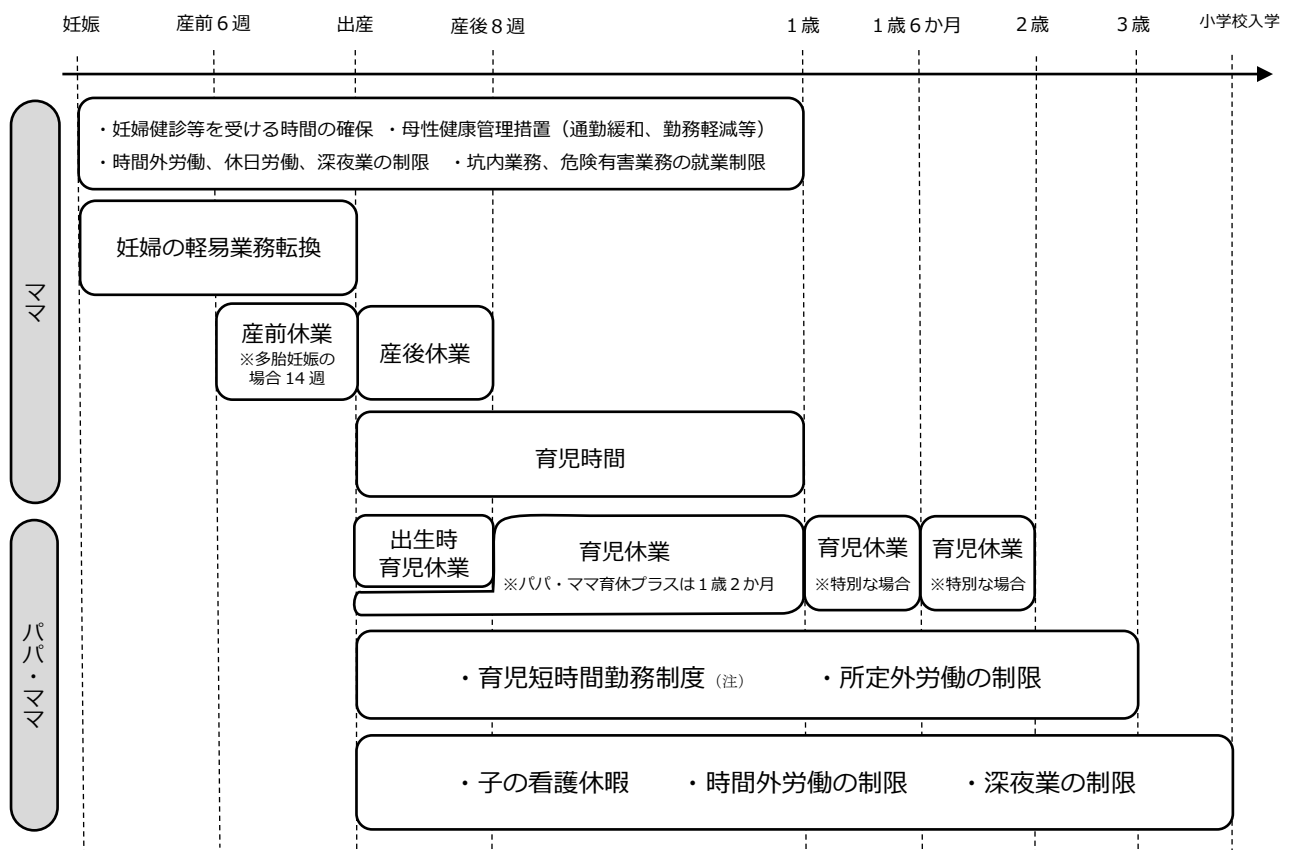 妊娠
産前６週
出産
産後８週
１歳
１歳６か月
２歳
３歳
小学校入学
ママ
・妊婦健診等を受ける時間の確保 ・母性健康管理措置（通勤緩和、勤務軽減等）
・時間外労働、休日労働、深夜業の制限 ・坑内業務、危険有害業務の就業制限
妊婦の軽易業務転換
産前休業
※多胎妊娠の
場合 14 週
産後休業
育児時間
パパ・ママ
出生時
育児休業
育児休業
※パパ・ママ育休プラスは１歳２か月
育児休業
※特別な場合
育児休業
※特別な場合
・育児短時間勤務制度（注） ・所定外労働の制限
・子の看護休暇 ・時間外労働の制限 ・深夜業の制限